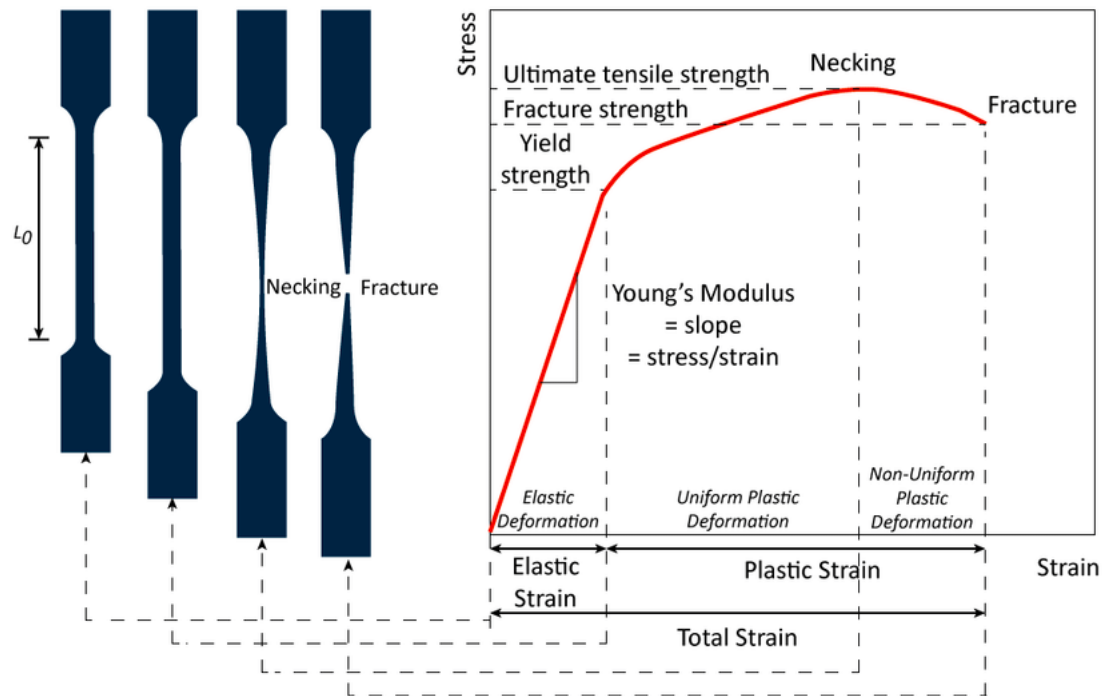 Stress
Ultimate tensile strength
Necking
Fracture strength
Fracture
Yield
strength
L0
Necking
Fracture
Young's Modulus
= slope
= stress/strain
Elastic
Deformation
Uniform Plastic
Deformation
Non-Uniform
Plastic
Deformation
Elastic
Strain
Plastic Strain
Strain
Total Strain